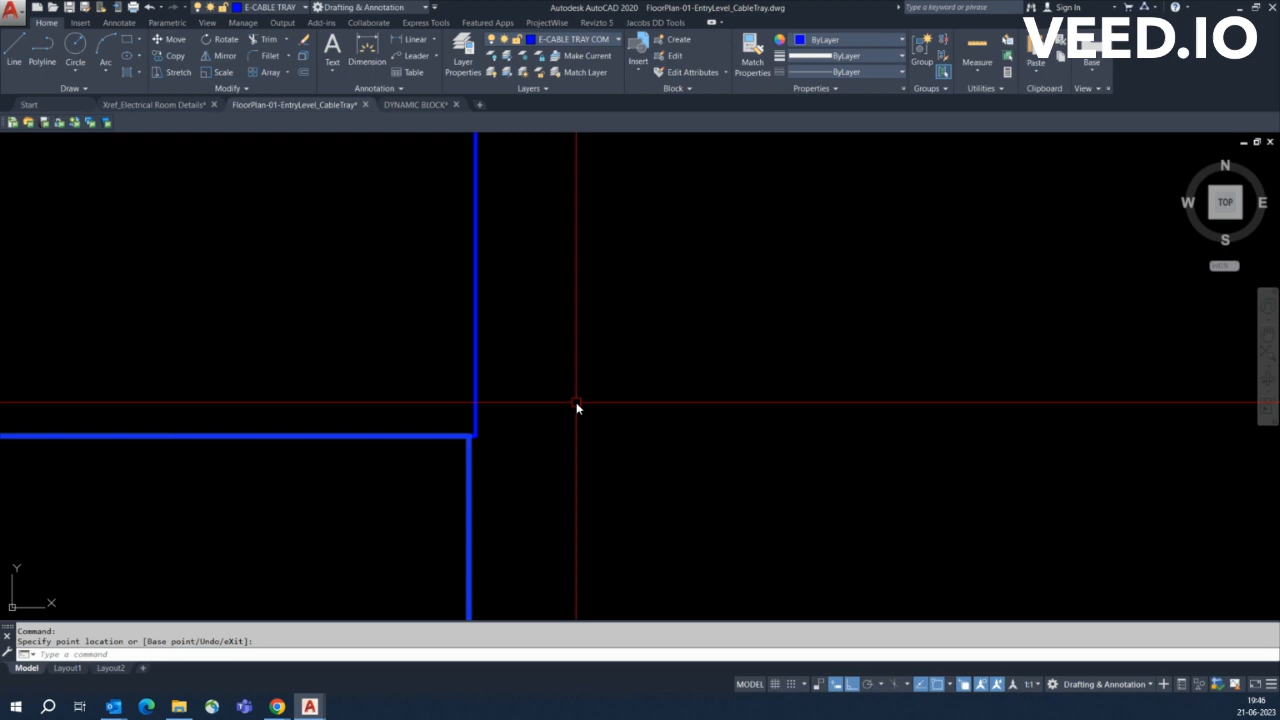 E-CABLE TRAY
Drafting & Annotation
Autodesk AutoCAD 2020 FloorPlan-01-EntryLevel_CableTray.dwg
Type a keyword or phrase
Sign In
VEED.IO
Home Insert Annotate Parametric View Manage Output Add-ins Collaborate Express Tools Featured Apps ProjectWise Revizto 5 Jacobs DD Tools
Line
Polyline
Circle
Arc
Move
Rotate
Trim
Copy
Mirror
Fillet
Stretch
Scale
Array
Text
Dimension
Linear
Leader
Table
Layer
Properties
E-CABLE TRAY COM
Make Current
Match Layer
Insert
Create
Edit
Edit Attributes
Match
Properties
ByLayer
ByLayer
ByLayer
Group
Measure
Paste
Base
Draw Modify Annotation Layers Block Properties Groups Utilities Clipboard View
Start Xref_Electrical Room Details* FloorPlan-01-EntryLevel_CableTray* DYNAMIC BLOCK*
N
W TOP E
S
WCS
Y
X
Command:
Specify point location or [Base point/Undo/eXit]:
Type a command
Model Layout1 Layout2
MODEL
1:1
Drafting & Annotation
19:46
21-06-2023